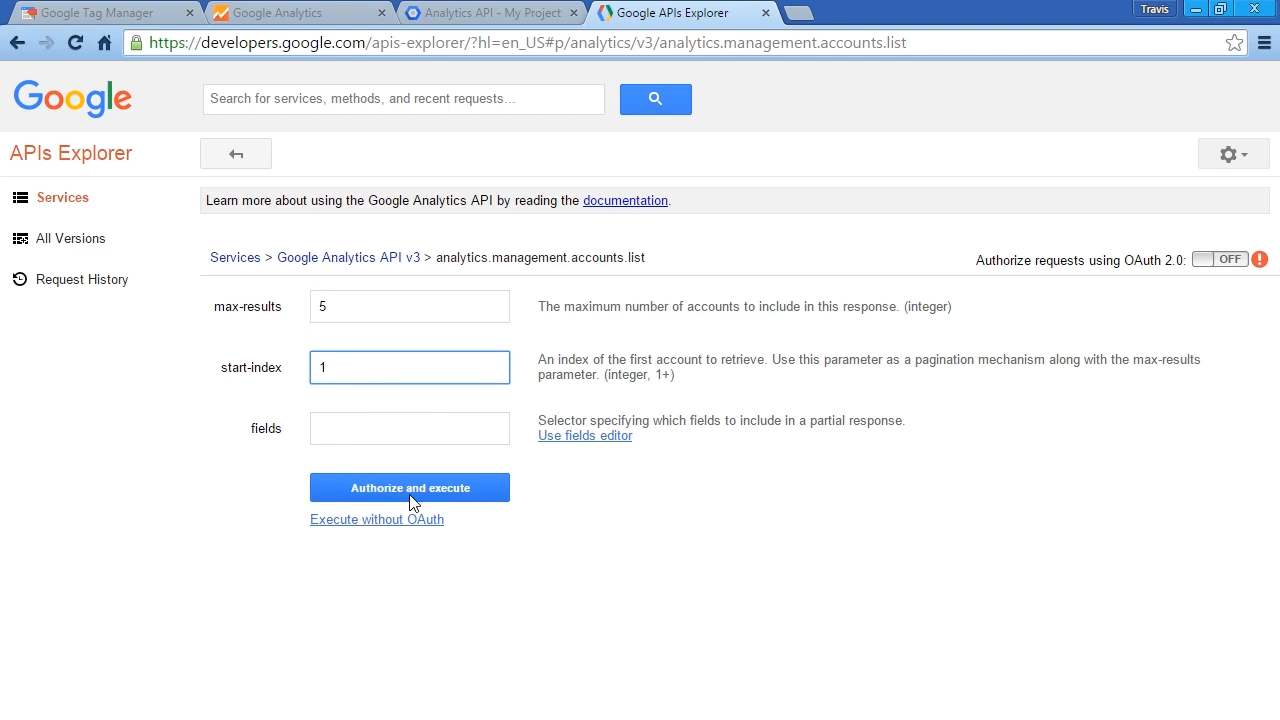 Google Tag Manager
Google Analytics
Analytics API - My Project
Google APIs Explorer
Travis
https://developers.google.com/apis-explorer/?hl=en_US#p/analytics/v3/analytics.management.accounts.list
Google
Search for services, methods, and recent requests...
APIs Explorer
Services
All Versions
Request History
Learn more about using the Google Analytics API by reading the documentation.
Services > Google Analytics API v3 > analytics.management.accounts.list
Authorize requests using OAuth 2.0: OFF
max-results 5 The maximum number of accounts to include in this response. (integer)
start-index 1 An index of the first account to retrieve. Use this parameter as a pagination mechanism along with the max-results
parameter. (integer, 1+)
fields Selector specifying which fields to include in a partial response.
Use fields editor
Authorize and execute
Execute without OAuth